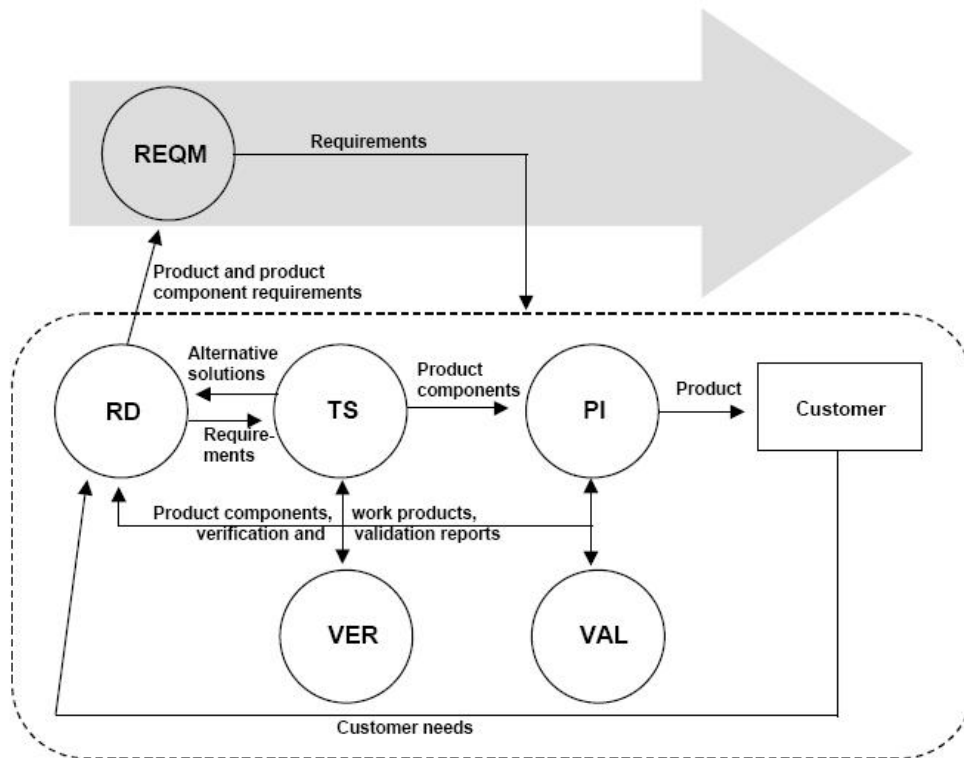 REQM
Requirements
Product and product
component requirements
RD
Alternative
solutions
Require-
ments
TS
Product
components
PI
Product
Customer
Product components, work products,
verification and validation reports
VER
VAL
Customer needs